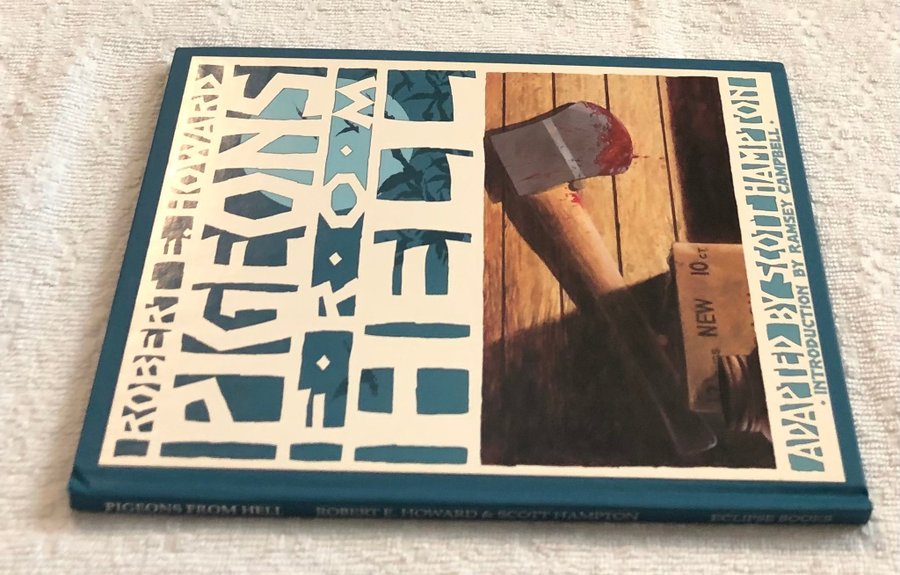 ROBERT E. HOWARD
PIGEONS
FROM
HELL
NEW 10 CT
ADAPTED BY SCOTT HAMPTON
· INTRODUCTION BY RAMSEY CAMPBELL ·
PIGEONS FROM HELL ROBERT E. HOWARD & SCOTT HAMPTON ECLIPSE BOOKS